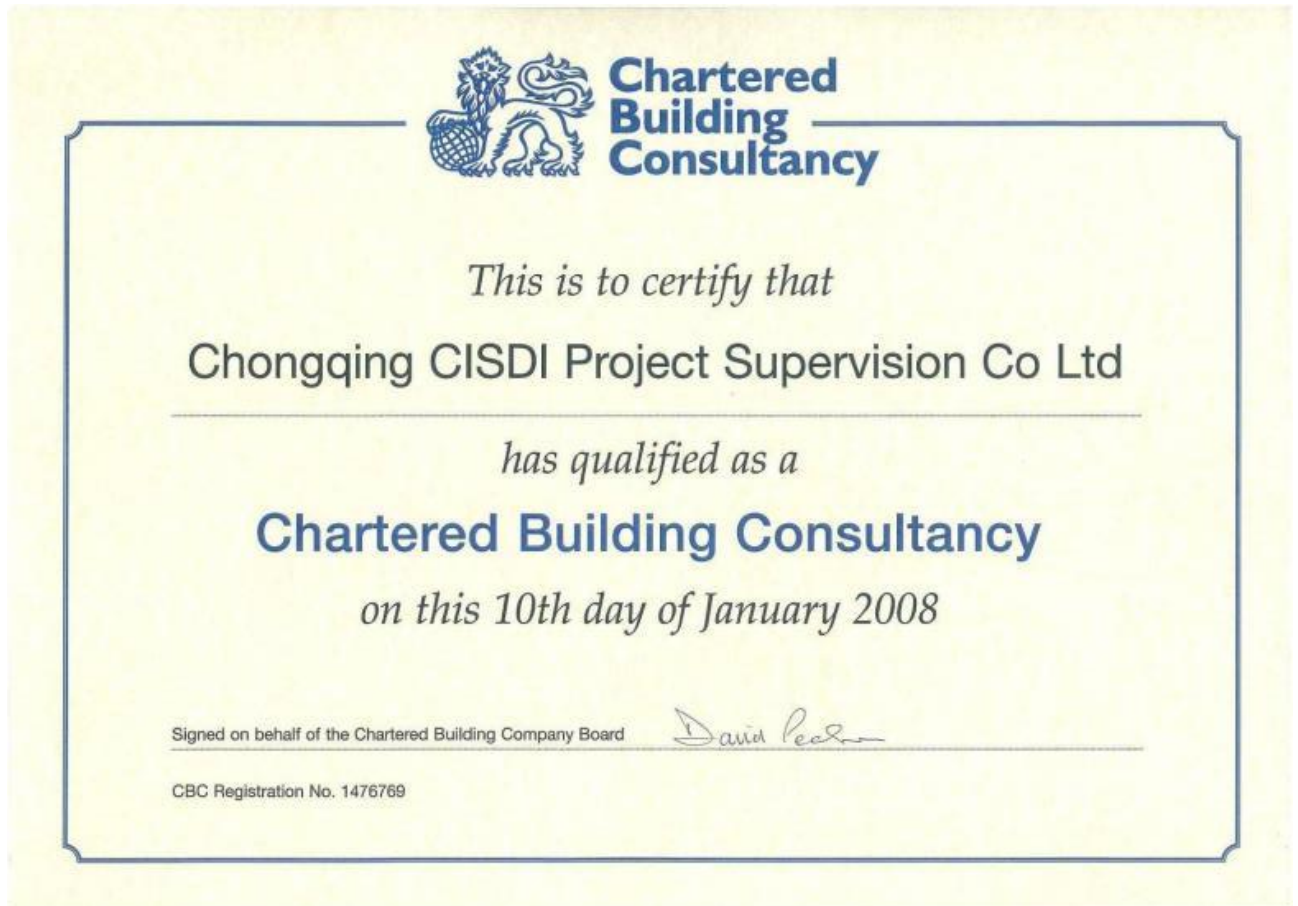 Chartered
Building
Consultancy
This is to certify that
Chongqing CISDI Project Supervision Co Ltd
has qualified as a
Chartered Building Consultancy
on this 10th day of January 2008
Signed on behalf of the Chartered Building Company Board David
CBC Registration No. 1476769